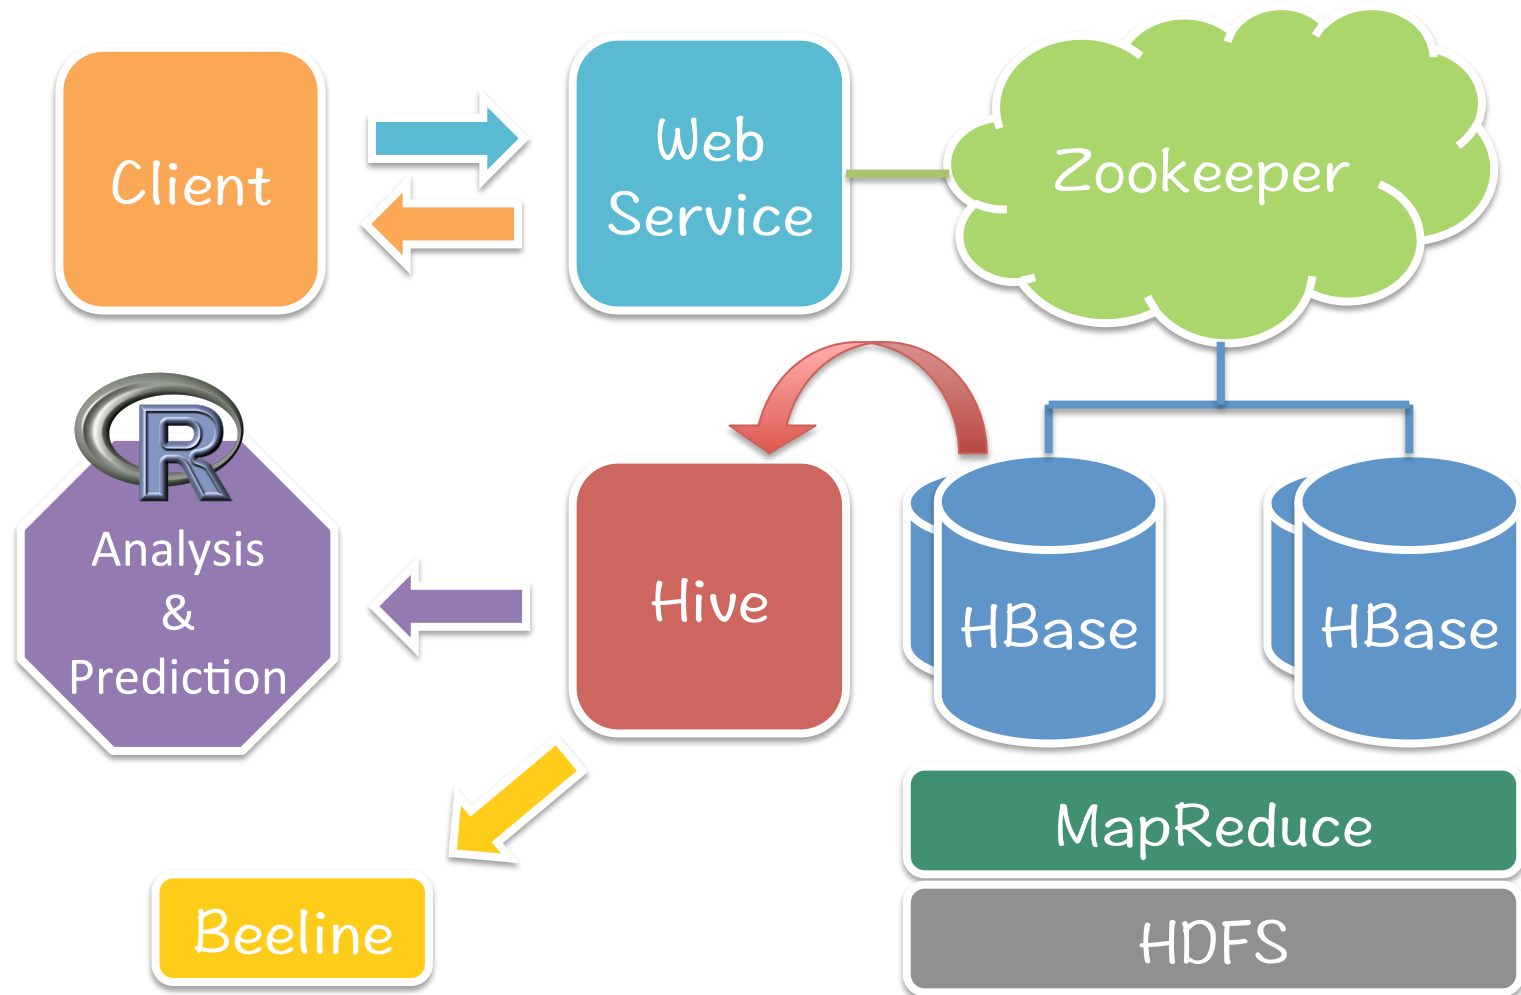 Client
Web
Service
Zookeeper
R
Analysis
&
Prediction
Hive
HBase
HBase
MapReduce
Beeline
HDFS